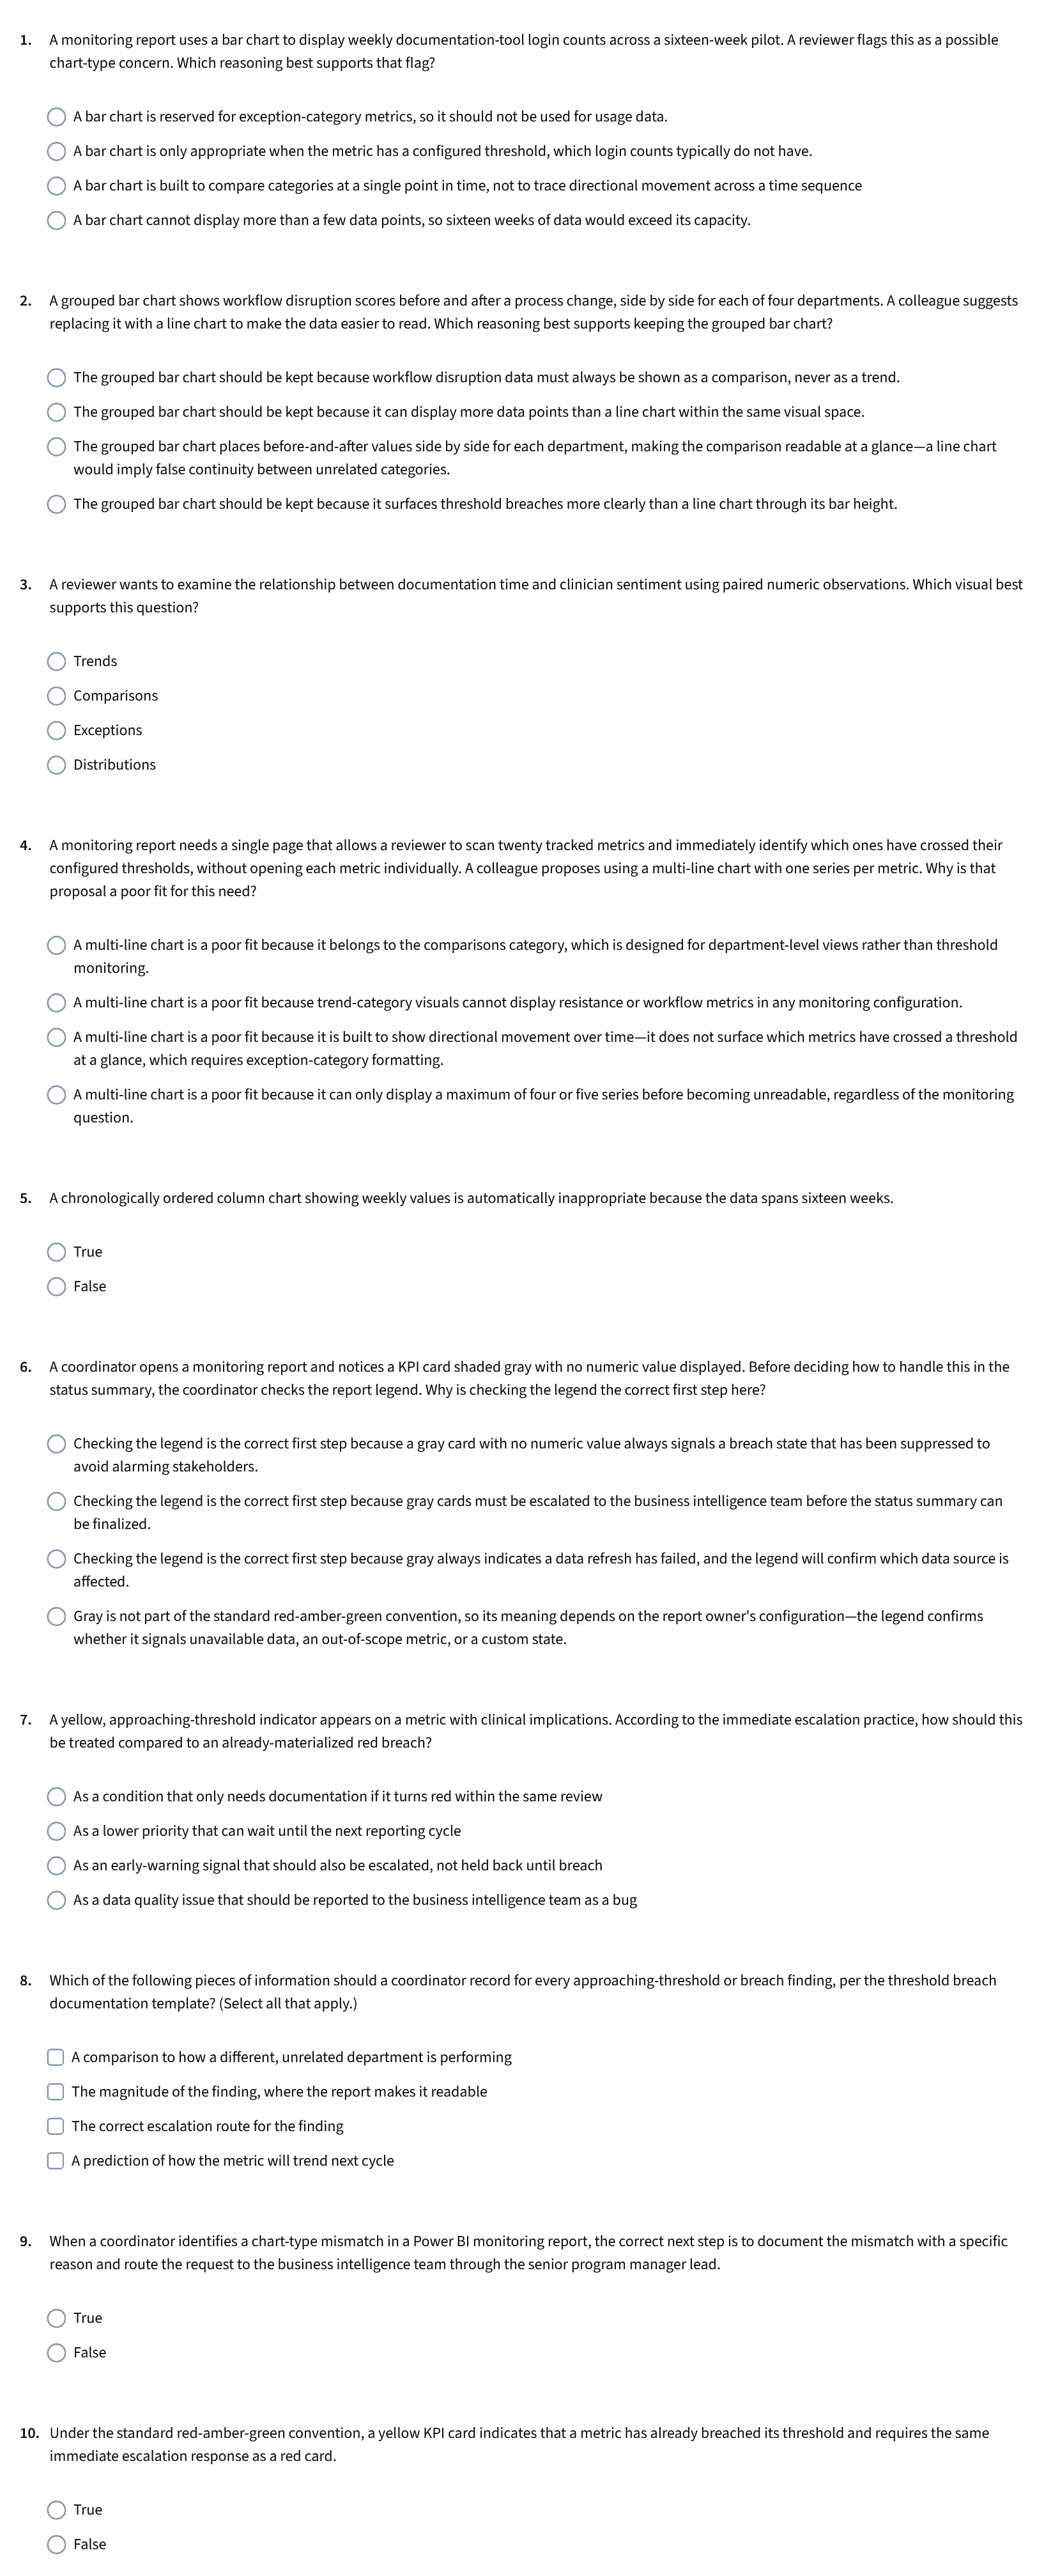 1. A monitoring report uses a bar chart to display weekly documentation-tool login counts across a sixteen-week pilot. A reviewer flags this as a possible
chart-type concern. Which reasoning best supports that flag?
A bar chart is reserved for exception-category metrics, so it should not be used for usage data.
A bar chart is only appropriate when the metric has a configured threshold, which login counts typically do not have.
A bar chart is built to compare categories at a single point in time, not to trace directional movement across a time sequence
A bar chart cannot display more than a few data points, so sixteen weeks of data would exceed its capacity.
2. A grouped bar chart shows workflow disruption scores before and after a process change, side by side for each of four departments. A colleague suggests
replacing it with a line chart to make the data easier to read. Which reasoning best supports keeping the grouped bar chart?
The grouped bar chart should be kept because workflow disruption data must always be shown as a comparison, never as a trend.
The grouped bar chart should be kept because it can display more data points than a line chart within the same visual space.
The grouped bar chart places before-and-after values side by side for each department, making the comparison readable at a glance—a line chart
would imply false continuity between unrelated categories.
The grouped bar chart should be kept because it surfaces threshold breaches more clearly than a line chart through its bar height.
3. A reviewer wants to examine the relationship between documentation time and clinician sentiment using paired numeric observations. Which visual best
supports this question?
Trends
Comparisons
Exceptions
Distributions
4. A monitoring report needs a single page that allows a reviewer to scan twenty tracked metrics and immediately identify which ones have crossed their
configured thresholds, without opening each metric individually. A colleague proposes using a multi-line chart with one series per metric. Why is that
proposal a poor fit for this need?
A multi-line chart is a poor fit because it belongs to the comparisons category, which is designed for department-level views rather than threshold
monitoring.
A multi-line chart is a poor fit because trend-category visuals cannot display resistance or workflow metrics in any monitoring configuration.
A multi-line chart is a poor fit because it is built to show directional movement over time—it does not surface which metrics have crossed a threshold
at a glance, which requires exception-category formatting.
A multi-line chart is a poor fit because it can only display a maximum of four or five series before becoming unreadable, regardless of the monitoring
question.
5. A chronologically ordered column chart showing weekly values is automatically inappropriate because the data spans sixteen weeks.
True
False
6. A coordinator opens a monitoring report and notices a KPI card shaded gray with no numeric value displayed. Before deciding how to handle this in the
status summary, the coordinator checks the report legend. Why is checking the legend the correct first step here?
Checking the legend is the correct first step because a gray card with no numeric value always signals a breach state that has been suppressed to
avoid alarming stakeholders.
Checking the legend is the correct first step because gray cards must be escalated to the business intelligence team before the status summary can
be finalized.
Checking the legend is the correct first step because gray always indicates a data refresh has failed, and the legend will confirm which data source is
affected.
Gray is not part of the standard red-amber-green convention, so its meaning depends on the report owner's configuration—the legend confirms
whether it signals unavailable data, an out-of-scope metric, or a custom state.
7. A yellow, approaching-threshold indicator appears on a metric with clinical implications. According to the immediate escalation practice, how should this
be treated compared to an already-materialized red breach?
As a condition that only needs documentation if it turns red within the same review
As a lower priority that can wait until the next reporting cycle
As an early-warning signal that should also be escalated, not held back until breach
As a data quality issue that should be reported to the business intelligence team as a bug
8. Which of the following pieces of information should a coordinator record for every approaching-threshold or breach finding, per the threshold breach
documentation template? (Select all that apply.)
A comparison to how a different, unrelated department is performing
The magnitude of the finding, where the report makes it readable
The correct escalation route for the finding
A prediction of how the metric will trend next cycle
9. When a coordinator identifies a chart-type mismatch in a Power BI monitoring report, the correct next step is to document the mismatch with a specific
reason and route the request to the business intelligence team through the senior program manager lead.
True
False
10. Under the standard red-amber-green convention, a yellow KPI card indicates that a metric has already breached its threshold and requires the same
immediate escalation response as a red card.
True
False